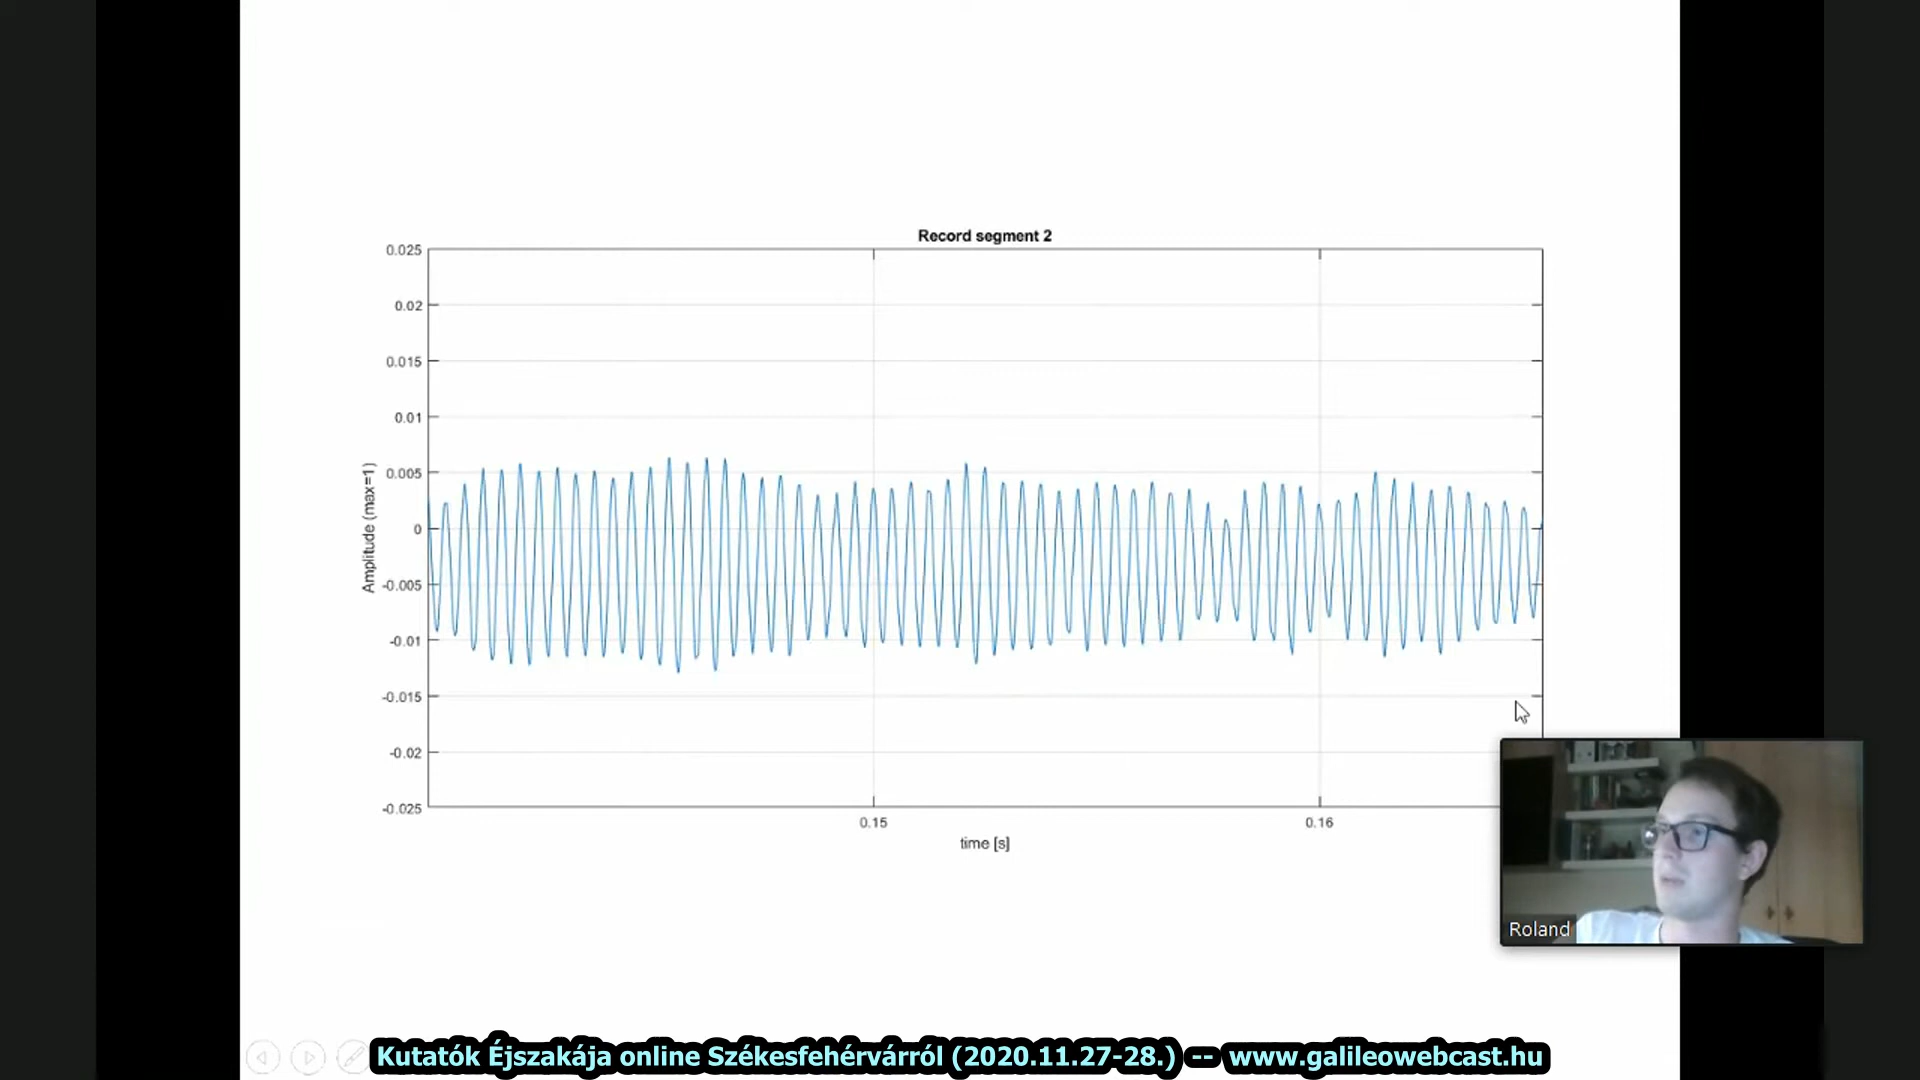 Record segment 2
0.025
0.02
0.015
0.01
0.005
0
-0.005
-0.01
-0.015
-0.02
-0.025
Amplitude (max=1)
0.15
0.16
time [s]
Roland
Kutatók Éjszakája online Székesfehérvárról (2020.11.27-28.) -- www.galileowebcast.hu